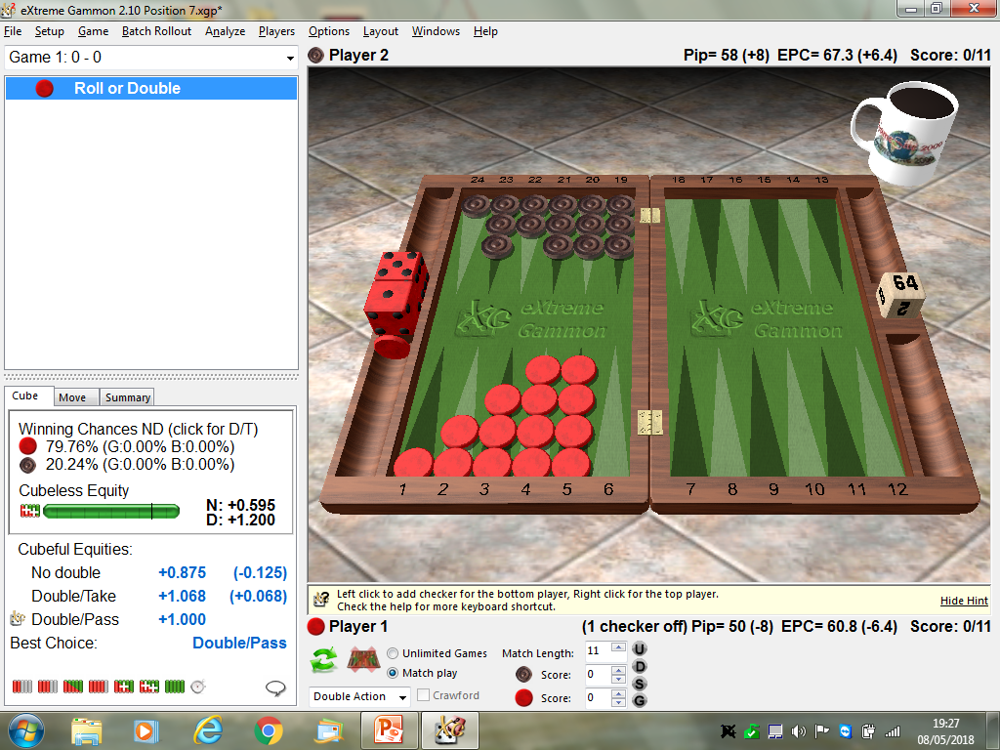 eXtreme Gammon 2.10 Position 7.xgp*
File Setup Game Batch Rollout Analyze Players Options Layout Windows Help
Game 1: 0 - 0
Player 2 Pip= 58 (+8) EPC= 67.3 (+6.4) Score: 0/11
Roll or Double
24 23 22 21 20 19 18 17 16 15 14 13
64
8 2
XG eXtreme Gammon
XG eXtreme Gammon
1 2 3 4 5 6 7 8 9 10 11 12
Cube Move Summary
Winning Chances ND (click for D/T)
79.76% (G:0.00% B:0.00%)
20.24% (G:0.00% B:0.00%)
Cubeless Equity
N: +0.595
D: +1.200
Cubeful Equities:
No double +0.875 (-0.125)
Double/Take +1.068 (+0.068)
Double/Pass +1.000
Best Choice: Double/Pass
Left click to add checker for the bottom player, Right click for the top player.
Check the help for more keyboard shortcut.
Hide Hint
Player 1 (1 checker off) Pip= 50 (-8) EPC= 60.8 (-6.4) Score: 0/11
Unlimited Games
Match play
Double Action
Crawford
Match Length: 11
Score: 0
Score: 0
U
D
S
G
19:27
08/05/2018